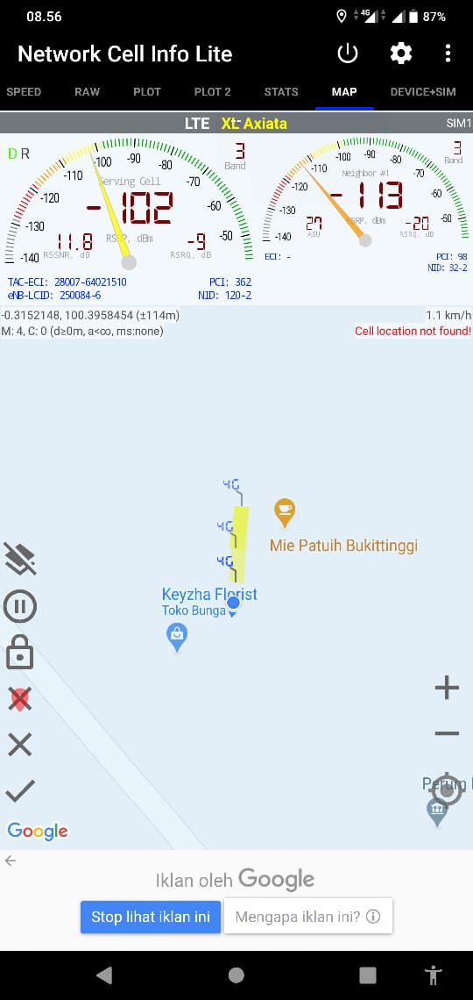 08.56
4G
87%
Network Cell Info Lite
SPEED RAW PLOT PLOT 2 STATS MAP DEVICE+SIM
LTE XL Axiata SIM1
D R
-140 -130 -120 -110 -100 -90 -80 -70 -60 -50
3
Band
Serving Cell
-102
RSRP, dBm
11.8
RSSNR, dB
-9
RSRQ, dB
TAC-ECI: 28007-64021510 PCI: 362
eNB-LCID: 250084-6 NID: 120-2
-140 -130 -120 -110 -100 -90 -80 -70 -60 -50
3
Band
Neighbor #1
-113
RSRP, dBm
27
ASU
-20
RSRQ, dB
ECI: - PCI: 98
NID: 32-2
-0.3152148, 100.3958454 (±114m) 1.1 km/h
M: 4, C: 0 (d≥0m, a<∞, ms:none) Cell location not found!
4G
4G
4G
Mie Patuih Bukittinggi
Keyzha Florist
Toko Bunga
Perum
Google
Iklan oleh Google
Stop lihat iklan ini
Mengapa iklan ini?